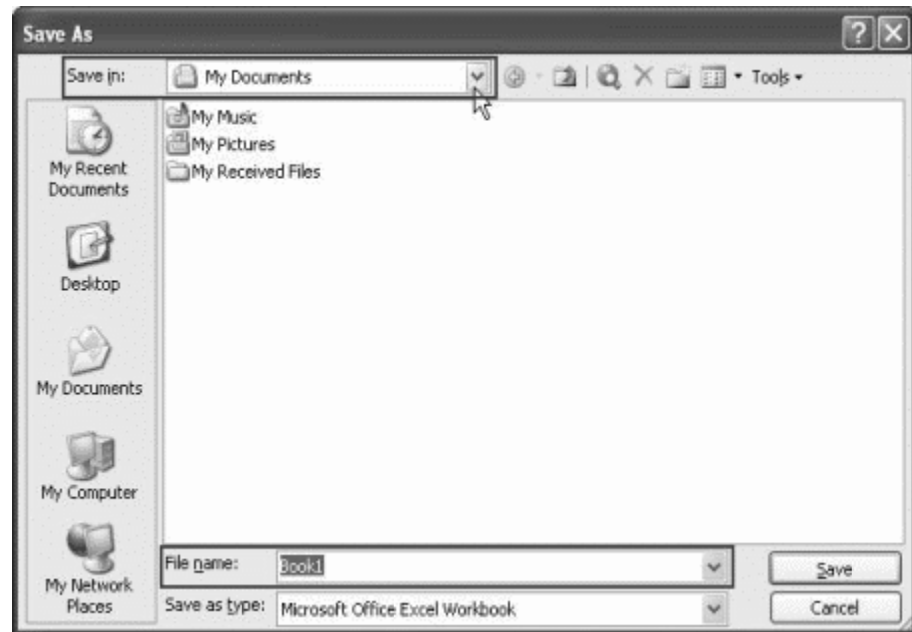 Save As
Save in:
My Documents
Tools
My Music
My Pictures
My Received Files
My Recent
Documents
Desktop
My Documents
My Computer
My Network
Places
File name:
Book1
Save as type:
Microsoft Office Excel Workbook
Save
Cancel